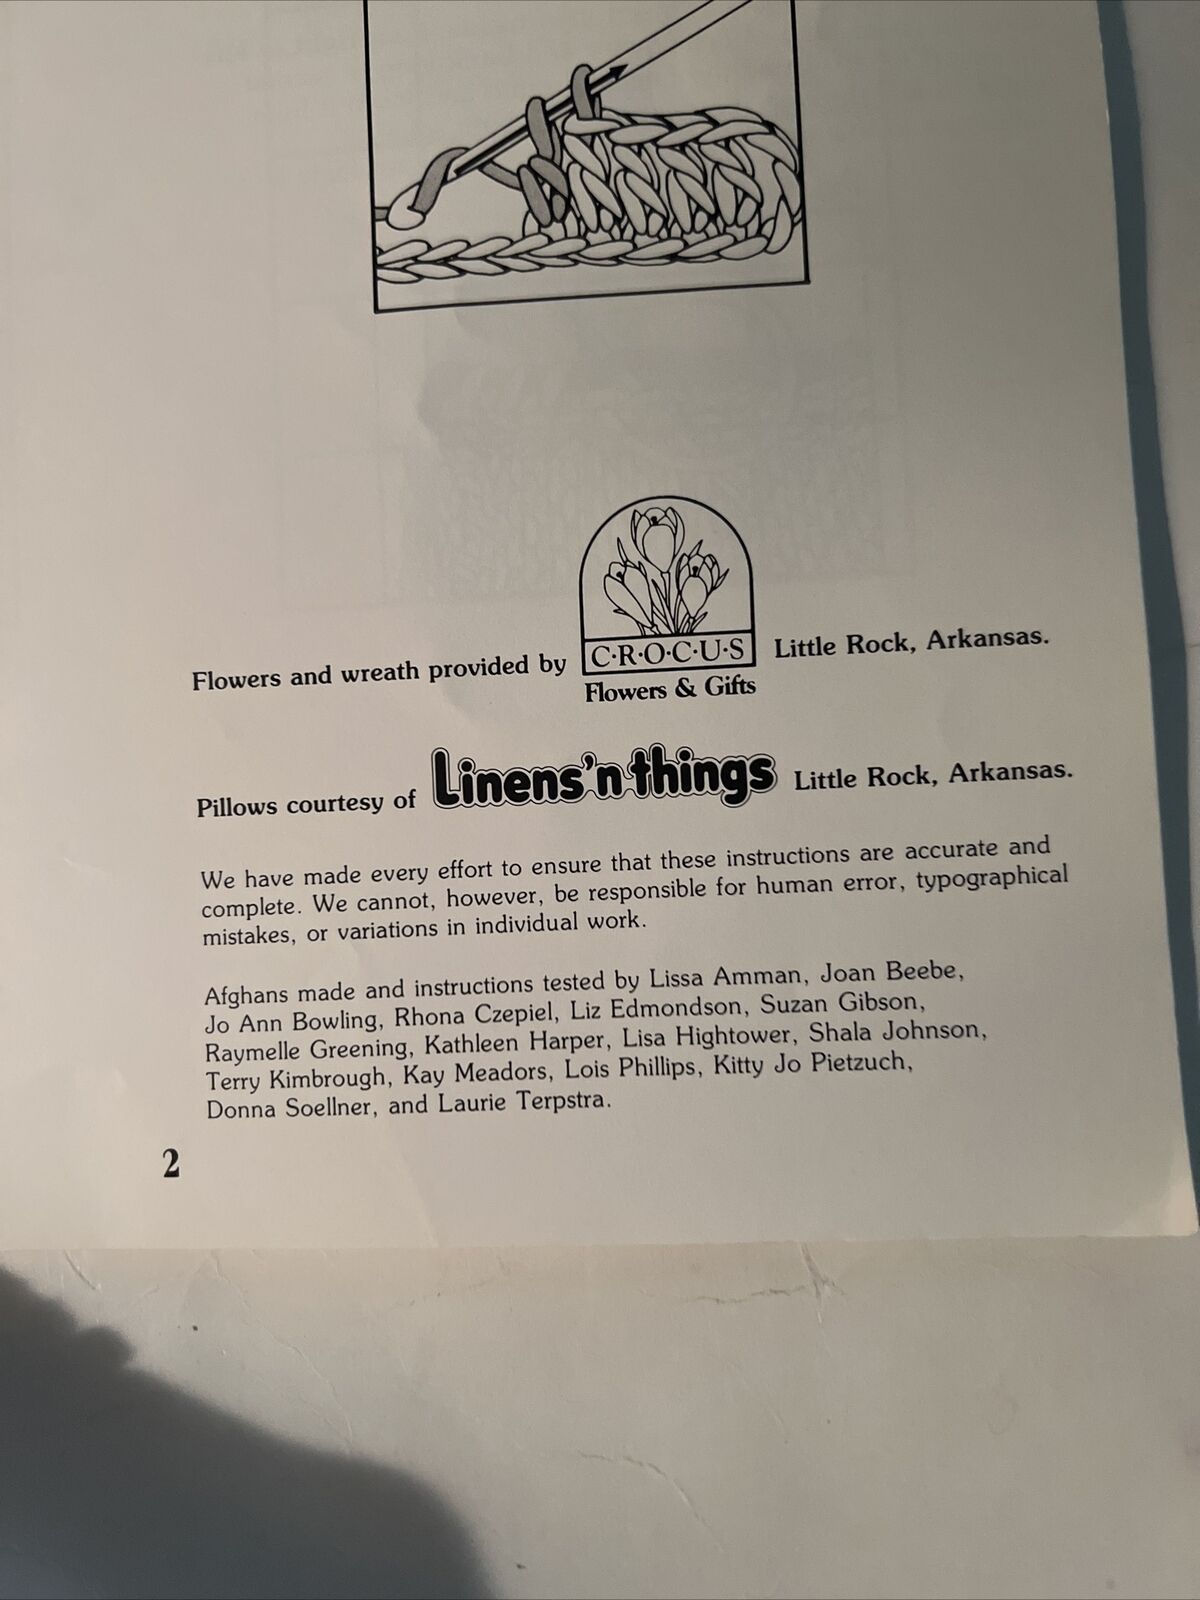 Flowers and wreath provided by C·R·O·C·U·S Flowers & Gifts Little Rock, Arkansas.
Pillows courtesy of Linens'n things Little Rock, Arkansas.
We have made every effort to ensure that these instructions are accurate and
complete. We cannot, however, be responsible for human error, typographical
mistakes, or variations in individual work.
Afghans made and instructions tested by Lissa Amman, Joan Beebe,
Jo Ann Bowling, Rhona Czepiel, Liz Edmondson, Suzan Gibson,
Raymelle Greening, Kathleen Harper, Lisa Hightower, Shala Johnson,
Terry Kimbrough, Kay Meadors, Lois Phillips, Kitty Jo Pietzuch,
Donna Soellner, and Laurie Terpstra.
2